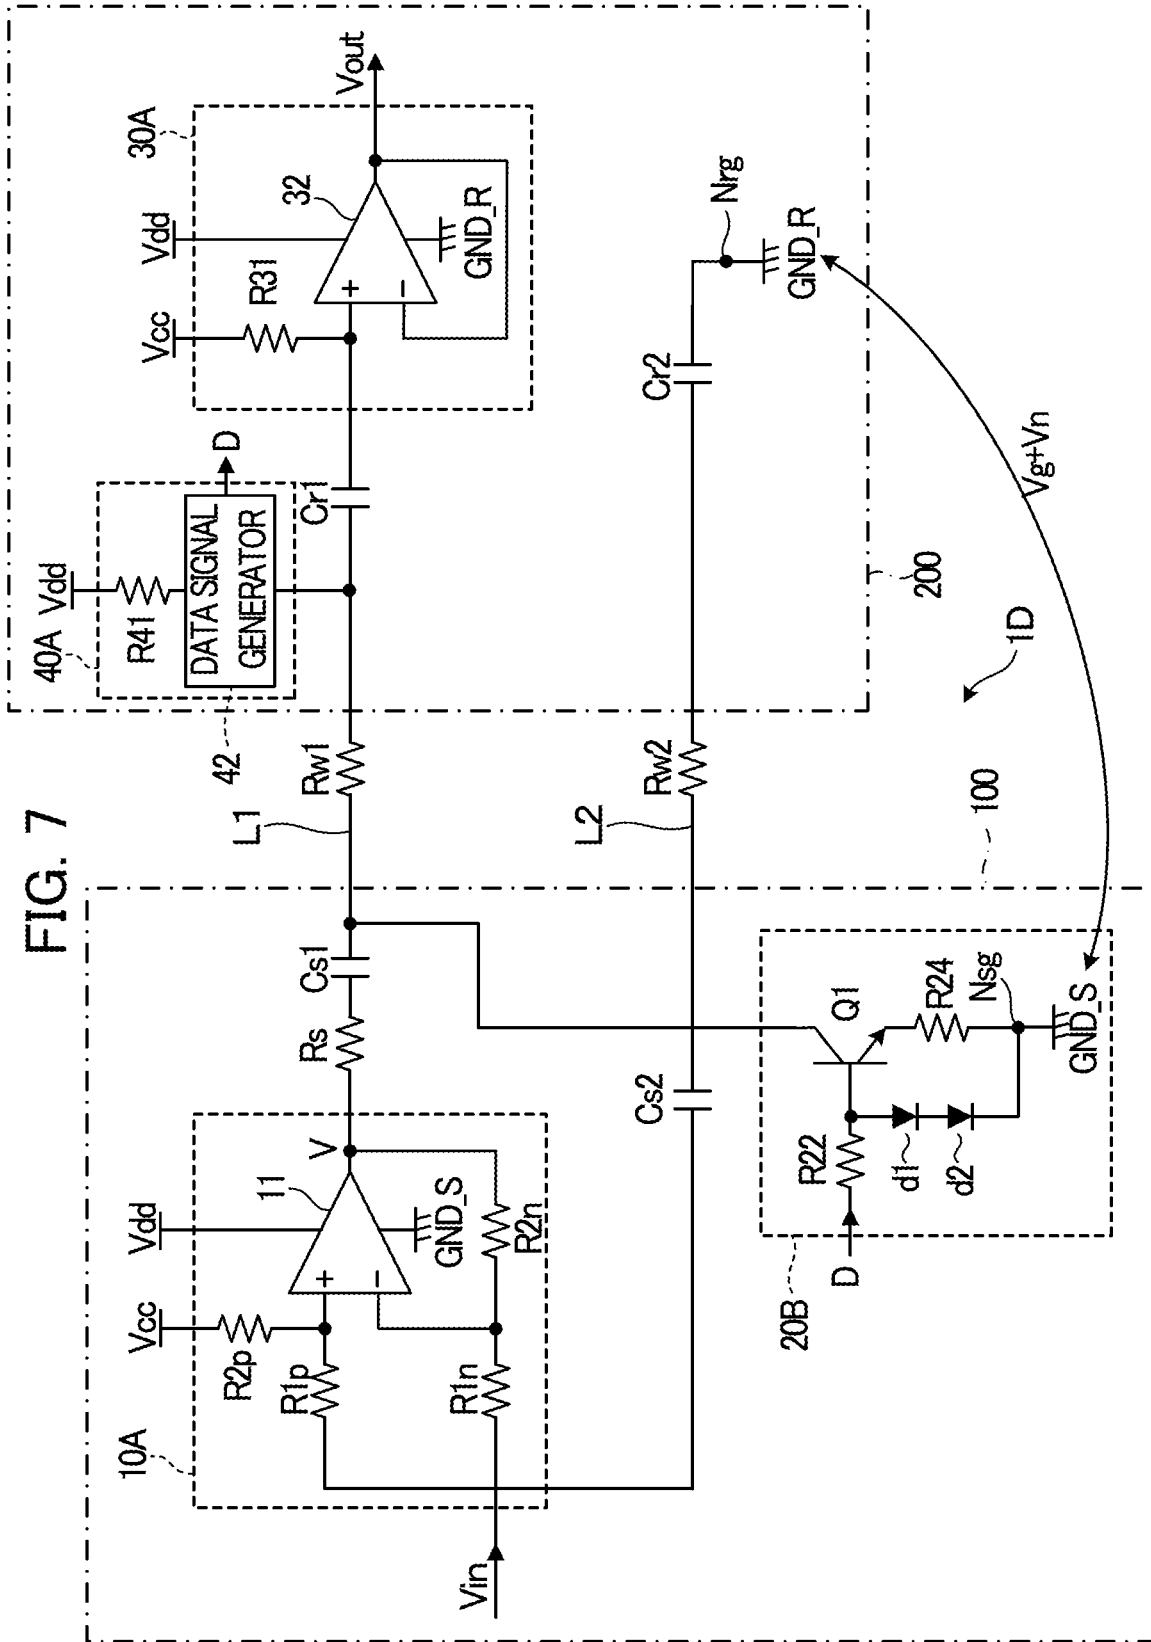 FIG. 7
10A
Vcc
Vdd
R2p
R1p
11
+
−
V
GND_S
R1n
R2n
Vin
Rs
Cs1
L1
Rw1
40A
Vdd
R41
DATA SIGNAL
GENERATOR
D
42
Cr1
30A
Vcc
Vdd
R31
32
+
−
GND_R
Vout
Cs2
L2
Rw2
Cr2
Nrg
GND_R
20B
D
R22
d1
d2
Q1
R24
Nsg
GND_S
100
200
1D
Vg+Vn